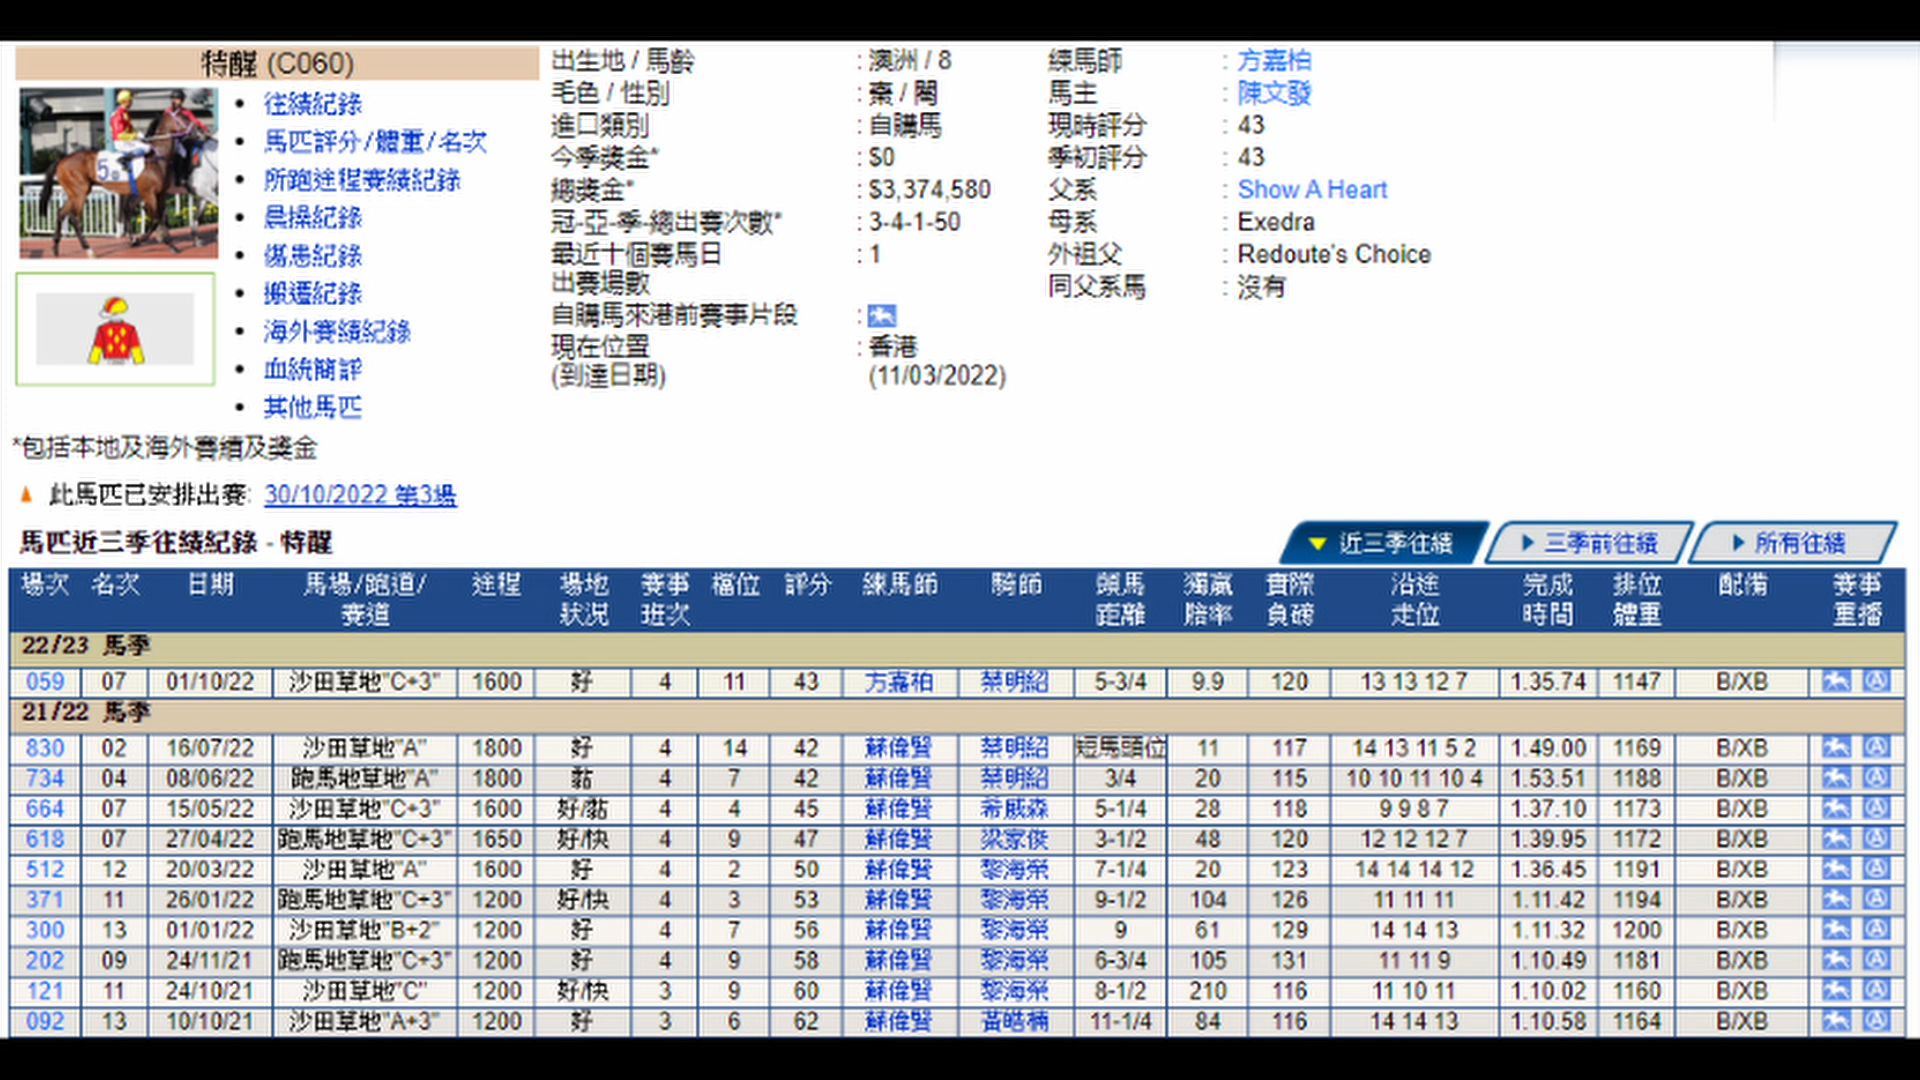 特醒 (C060)
往績紀錄
馬匹評分/體重/名次
所跑途程賽績紀錄
晨操紀錄
傷患紀錄
搬遷紀錄
海外賽績紀錄
血統簡評
其他馬匹
出生地 / 馬齡 : 澳洲 / 8
毛色 / 性別 : 棗 / 閹
進口類別 : 自購馬
今季獎金* : $0
總獎金* : $3,374,580
冠-亞-季-總出賽次數* : 3-4-1-50
最近十個賽馬日 : 1
出賽場數
自購馬來港前賽事片段 :
現在位置 : 香港
(到達日期) (11/03/2022)
練馬師 : 方嘉柏
馬主 : 陳文發
現時評分 : 43
季初評分 : 43
父系 : Show A Heart
母系 : Exedra
外祖父 : Redoute's Choice
同父系馬 : 沒有
*包括本地及海外賽績及獎金
此馬匹已安排出賽: 30/10/2022 第3場
馬匹近三季往績紀錄 - 特醒
近三季往績 三季前往績 所有往績
場次 名次 日期 馬場/跑道/賽道 途程 場地狀況 賽事班次 檔位 評分 練馬師 騎師 頭馬距離 獨贏賠率 實際負磅 沿途走位 完成時間 排位體重 配備 賽事重播
22/23 馬季
059 07 01/10/22 沙田草地"C+3" 1600 好 4 11 43 方嘉柏 蔡明紹 5-3/4 9.9 120 13 13 12 7 1.35.74 1147 B/XB
21/22 馬季
830 02 16/07/22 沙田草地"A" 1800 好 4 14 42 蘇偉賢 蔡明紹 短馬頭位 11 117 14 13 11 5 2 1.49.00 1169 B/XB
734 04 08/06/22 跑馬地草地"A" 1800 黏 4 7 42 蘇偉賢 蔡明紹 3/4 20 115 10 10 11 10 4 1.53.51 1188 B/XB
664 07 15/05/22 沙田草地"C+3" 1600 好/黏 4 4 45 蘇偉賢 希威森 5-1/4 28 118 9 9 8 7 1.37.10 1173 B/XB
618 07 27/04/22 跑馬地草地"C+3" 1650 好/快 4 9 47 蘇偉賢 梁家俊 3-1/2 48 120 12 12 12 7 1.39.95 1172 B/XB
512 12 20/03/22 沙田草地"A" 1600 好 4 2 50 蘇偉賢 黎海榮 7-1/4 20 123 14 14 14 12 1.36.45 1191 B/XB
371 11 26/01/22 跑馬地草地"C+3" 1200 好/快 4 3 53 蘇偉賢 黎海榮 9-1/2 104 126 11 11 11 1.11.42 1194 B/XB
300 13 01/01/22 沙田草地"B+2" 1200 好 4 7 56 蘇偉賢 黎海榮 9 61 129 14 14 13 1.11.32 1200 B/XB
202 09 24/11/21 跑馬地草地"C+3" 1200 好 4 9 58 蘇偉賢 黎海榮 6-3/4 105 131 11 11 9 1.10.49 1181 B/XB
121 11 24/10/21 沙田草地"C" 1200 好/快 3 9 60 蘇偉賢 黎海榮 8-1/2 210 116 11 10 11 1.10.02 1160 B/XB
092 13 10/10/21 沙田草地"A+3" 1200 好 3 6 62 蘇偉賢 黃皓楠 11-1/4 84 116 14 14 13 1.10.58 1164 B/XB